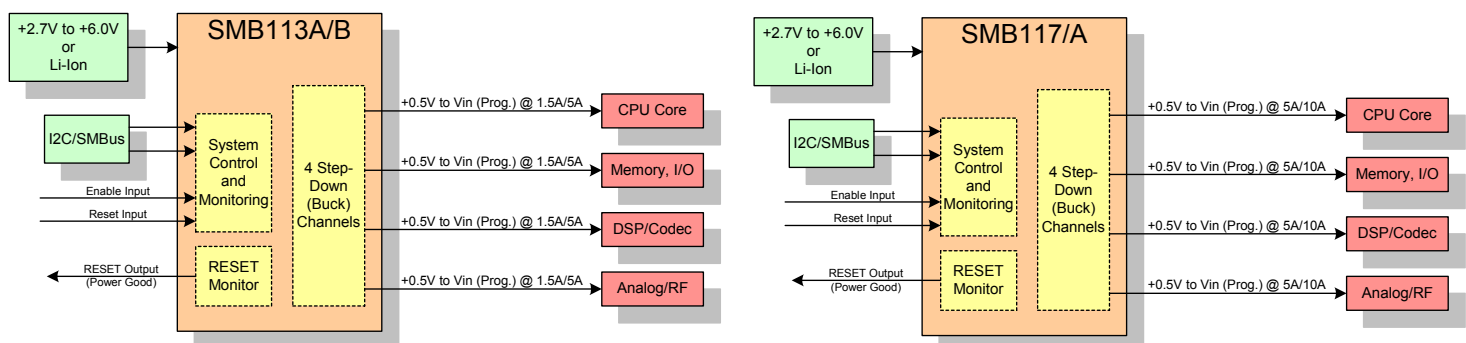 +2.7V to +6.0V
or
Li-Ion
SMB113A/B
I2C/SMBus
Enable Input
Reset Input
RESET Output
(Power Good)
System
Control
and
Monitoring
RESET
Monitor
4 Step-
Down
(Buck)
Channels
+0.5V to Vin (Prog.) @ 1.5A/5A
CPU Core
+0.5V to Vin (Prog.) @ 1.5A/5A
Memory, I/O
+0.5V to Vin (Prog.) @ 1.5A/5A
DSP/Codec
+0.5V to Vin (Prog.) @ 1.5A/5A
Analog/RF
+2.7V to +6.0V
or
Li-Ion
SMB117/A
I2C/SMBus
Enable Input
Reset Input
RESET Output
(Power Good)
System
Control
and
Monitoring
RESET
Monitor
4 Step-
Down
(Buck)
Channels
+0.5V to Vin (Prog.) @ 5A/10A
CPU Core
+0.5V to Vin (Prog.) @ 5A/10A
Memory, I/O
+0.5V to Vin (Prog.) @ 5A/10A
DSP/Codec
+0.5V to Vin (Prog.) @ 5A/10A
Analog/RF